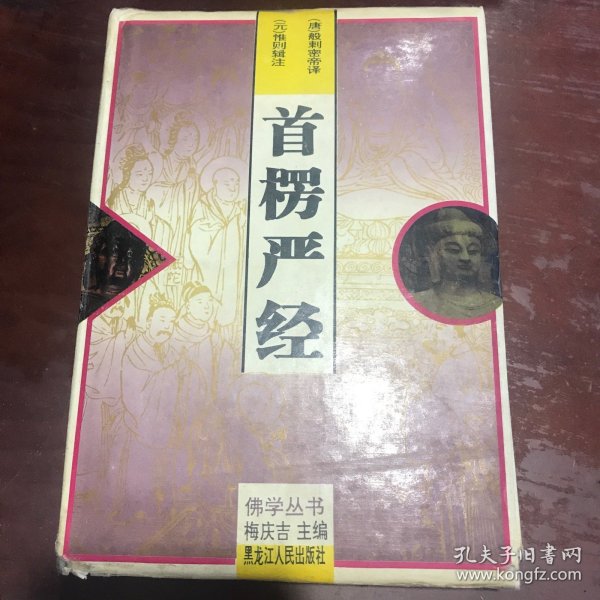 (唐)般剌密帝译
(元)惟则辑注
首楞严经
佛学丛书
梅庆吉 主编
黑龙江人民出版社
孔夫子旧书网
www.kongfz.com